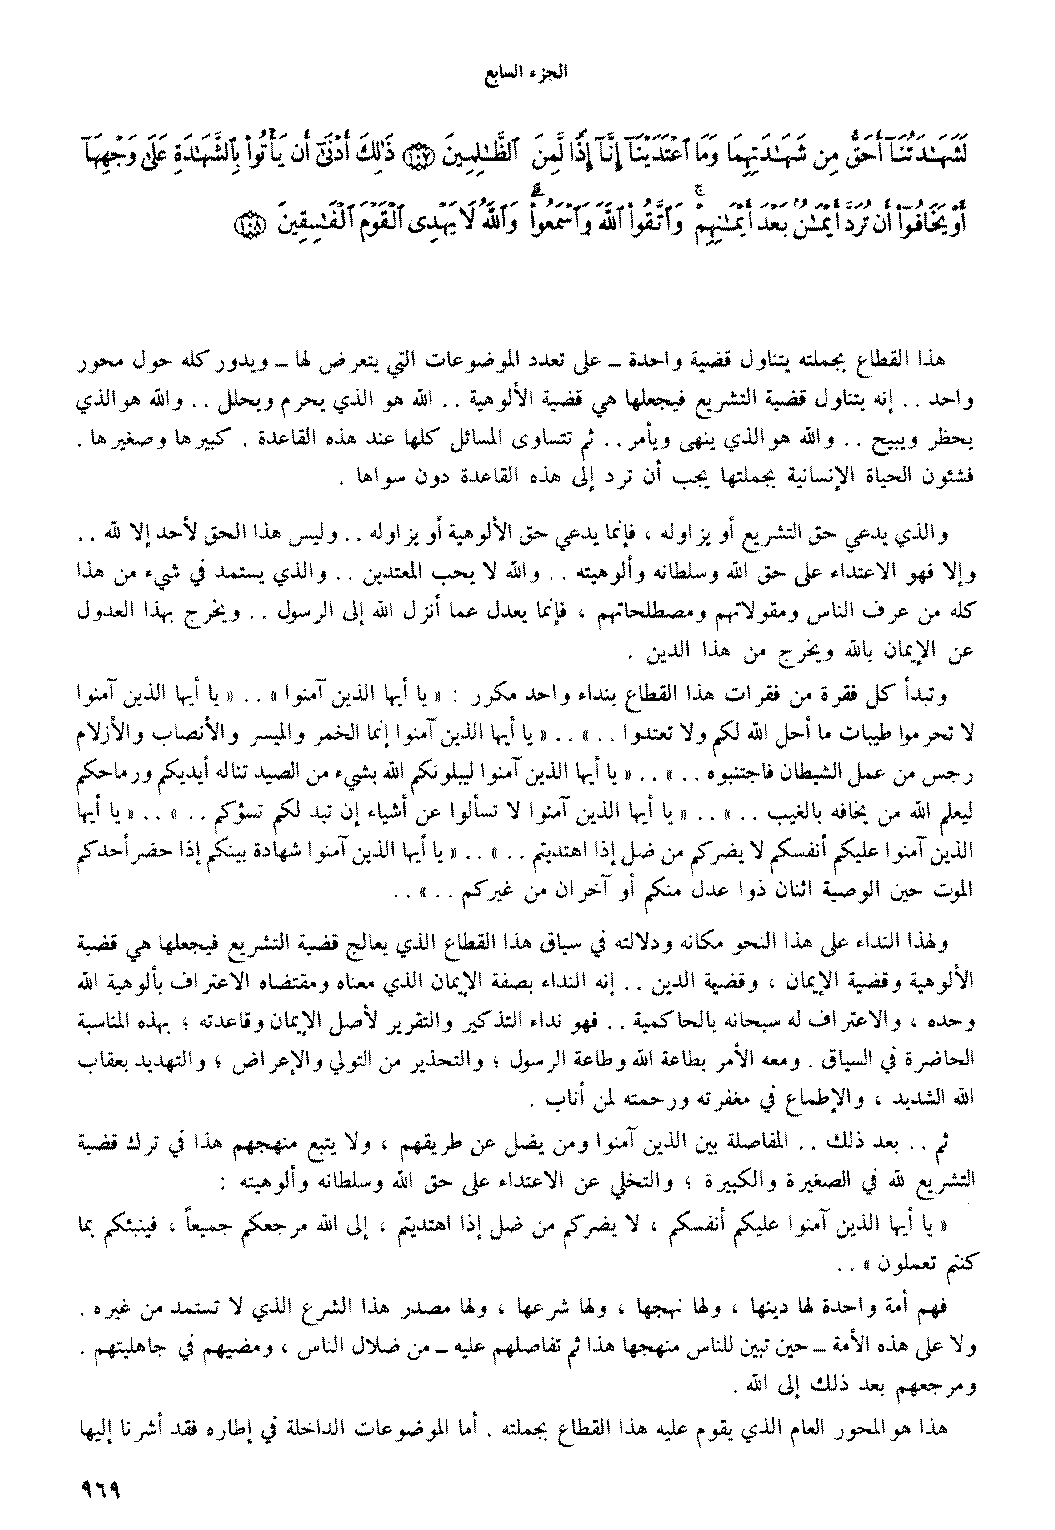 الجزء السابع
لَشَهَـٰدَتُنَآ أَحَقُّ مِن شَهَـٰدَتِهِمَا وَمَا ٱعْتَدَيْنَآ إِنَّآ إِذًا لَّمِنَ ٱلظَّـٰلِمِينَ ۝١٠٧ ذَٰلِكَ أَدْنَىٰٓ أَن يَأْتُوا۟ بِٱلشَّهَـٰدَةِ عَلَىٰ وَجْهِهَآ
أَوْ يَخَافُوٓا۟ أَن تُرَدَّ أَيْمَـٰنٌۢ بَعْدَ أَيْمَـٰنِهِمْ ۗ وَٱتَّقُوا۟ ٱللَّهَ وَٱسْمَعُوا۟ ۗ وَٱللَّهُ لَا يَهْدِى ٱلْقَوْمَ ٱلْفَـٰسِقِينَ ۝١٠٨
هذا القطاع بجملته يتناول قضية واحدة – على تعدد الموضوعات التي يتعرض لها – ويدور كله حول محور
واحد .. إنه يتناول قضية التشريع فيجعلها هي قضية الألوهية .. الله هو الذي يحرم ويحلل .. والله هو الذي
يحظر ويبيح .. والله هو الذي ينهى ويأمر .. ثم تتساوى المسائل كلها عند هذه القاعدة . كبيرها وصغيرها .
فشئون الحياة الإنسانية بجملتها يجب أن ترد إلى هذه القاعدة دون سواها .
والذي يدعي حق التشريع أو يزاوله ، فإنما يدعي حق الألوهية أو يزاوله .. وليس هذا الحق لأحد إلا لله ..
وإلا فهو الاعتداء على حق الله وسلطانه وألوهيته .. والله لا يحب المعتدين .. والذي يستمد في شيء من هذا
كله من عرف الناس ومقولاتهم ومصطلحاتهم ، فإنما يعدل عما أنزل الله إلى الرسول .. ويخرج بهذا العدول
عن الإيمان بالله ويخرج من هذا الدين .
وتبدأ كل فقرة من فقرات هذا القطاع بنداء واحد مكرر : « يا أيها الذين آمنوا » .. « يا أيها الذين آمنوا
لا تحرموا طيبات ما أحل الله لكم ولا تعتدوا .. » .. « يا أيها الذين آمنوا إنما الخمر والميسر والأنصاب والأزلام
رجس من عمل الشيطان فاجتنبوه .. » .. « يا أيها الذين آمنوا ليبلونكم الله بشيء من الصيد تناله أيديكم ورماحكم
ليعلم الله من يخافه بالغيب .. » .. « يا أيها الذين آمنوا لا تسألوا عن أشياء إن تبد لكم تسؤكم .. » .. « يا أيها
الذين آمنوا عليكم أنفسكم لا يضركم من ضل إذا اهتديتم .. » .. « يا أيها الذين آمنوا شهادة بينكم إذا حضر أحدكم
الموت حين الوصية اثنان ذوا عدل منكم أو آخران من غيركم .. » ..
ولهذا النداء على هذا النحو مكانه ودلالته في سياق هذا القطاع الذي يعالج قضية التشريع فيجعلها هي قضية
الألوهية وقضية الإيمان ، وقضية الدين .. إنه النداء بصفة الإيمان الذي معناه ومقتضاه الاعتراف بألوهية الله
وحده ، والاعتراف له سبحانه بالحاكمية .. فهو نداء التذكير والتقرير لأصل الإيمان وقاعدته ؛ بهذه المناسبة
الحاضرة في السياق . ومعه الأمر بطاعة الله وطاعة الرسول ؛ والتحذير من التولي والإعراض ؛ والتهديد بعقاب
الله الشديد ، والإطماع في مغفرته ورحمته لمن أناب .
ثم .. بعد ذلك .. المفاصلة بين الذين آمنوا ومن يضل عن طريقهم ، ولا يتبع منهجهم هذا في ترك قضية
التشريع لله في الصغيرة والكبيرة ؛ والتخلي عن الاعتداء على حق الله وسلطانه وألوهيته :
« يا أيها الذين آمنوا عليكم أنفسكم ، لا يضركم من ضل إذا اهتديتم ، إلى الله مرجعكم جميعاً ، فينبئكم بما
كنتم تعملون » ..
فهم أمة واحدة لها دينها ، ولها نهجها ، ولها شرعها ، ولها مصدر هذا الشرع الذي لا تستمد من غيره .
ولا على هذه الأمة – حين تبين للناس منهجها هذا ثم تفاصلهم عليه – من ضلال الناس ، ومضيهم في جاهليتهم .
ومرجعهم بعد ذلك إلى الله .
هذا هو المحور العام الذي يقوم عليه هذا القطاع بجملته . أما الموضوعات الداخلة في إطاره فقد أشرنا إليها
٩٦٩